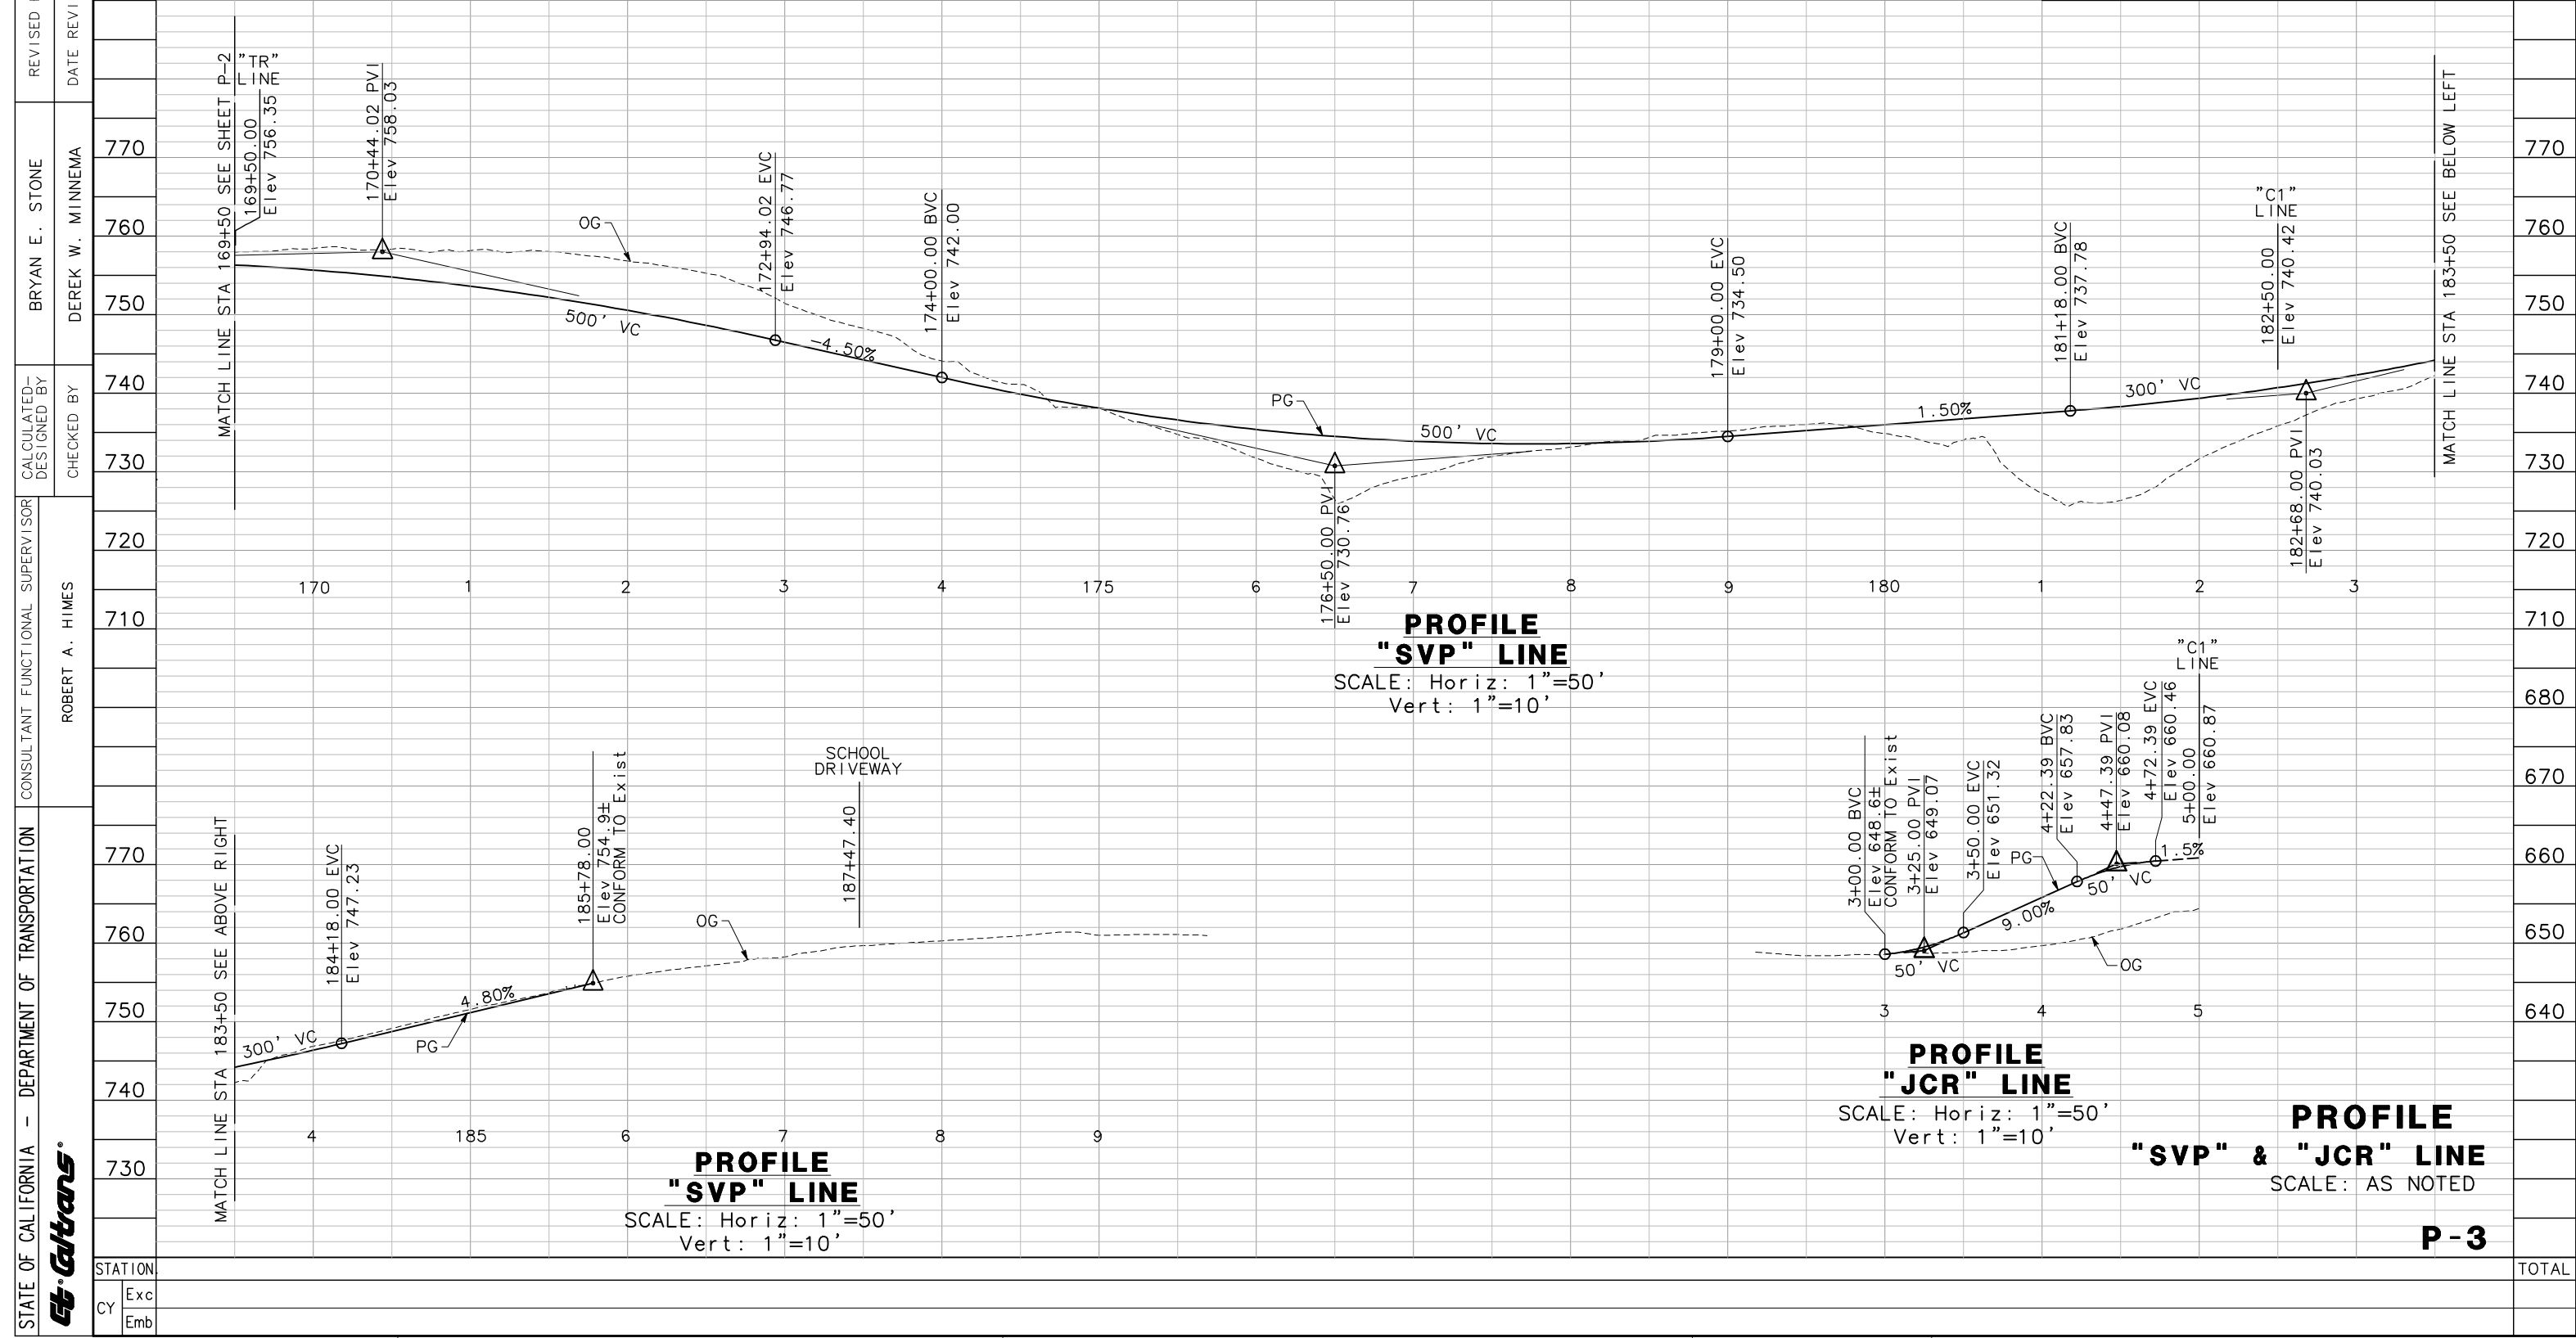 REVISED
DATE REVI
BRYAN E. STONE
DEREK W. MINNEMA
CALCULATED-
DESIGNED BY
CHECKED BY
CONSULTANT FUNCTIONAL SUPERVISOR
ROBERT A. HIMES
STATE OF CALIFORNIA - DEPARTMENT OF TRANSPORTATION
Caltrans
770
760
750
740
730
720
710
770
760
750
740
730
MATCH LINE STA 169+50 SEE SHEET P-2
"TR"
LINE
169+50.00
Elev 756.35
170+44.02 PVI
Elev 758.03
OG
500' VC
172+94.02 EVC
Elev 746.77
-4.50%
174+00.00 BVC
Elev 742.00
PG
176+50.00 PVI
Elev 730.76
500' VC
179+00.00 EVC
Elev 734.50
1.50%
181+18.00 BVC
Elev 737.78
300' VC
"C1"
LINE
182+50.00
Elev 740.42
182+68.00 PVI
Elev 740.03
MATCH LINE STA 183+50 SEE BELOW LEFT
770
760
750
740
730
720
710
680
670
660
650
640
170 1 2 3 4 175 6 7 8 9 180 1 2 3
PROFILE
"SVP" LINE
SCALE: Horiz: 1"=50'
Vert: 1"=10'
MATCH LINE STA 183+50 SEE ABOVE RIGHT
300' VC
184+18.00 EVC
Elev 747.23
4.80%
PG
185+78.00
Elev 754.9±
CONFORM TO Exist
OG
SCHOOL
DRIVEWAY
187+47.40
4 185 6 7 8 9
PROFILE
"SVP" LINE
SCALE: Horiz: 1"=50'
Vert: 1"=10'
3+00.00 BVC
Elev 648.6±
CONFORM TO Exist
3+25.00 PVI
Elev 649.07
3+50.00 EVC
Elev 651.32
50' VC
9.00%
PG
4+22.39 BVC
Elev 657.83
4+47.39 PVI
Elev 660.08
50' VC
4+72.39 EVC
Elev 660.46
"C1"
LINE
5+00.00
Elev 660.87
1.5%
OG
3 4 5
PROFILE
"JCR" LINE
SCALE: Horiz: 1"=50'
Vert: 1"=10'
PROFILE
"SVP" & "JCR" LINE
SCALE: AS NOTED
P-3
STATION
TOTAL
CY
Exc
Emb